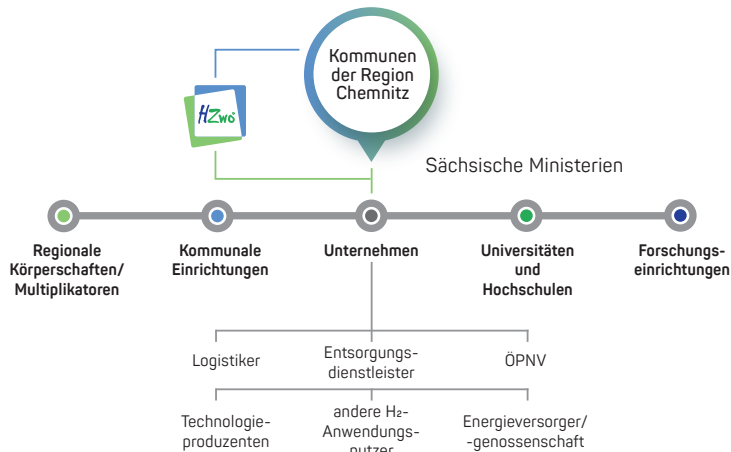 Kommunen
der Region
Chemnitz
HZwo
Sächsische Ministerien
Regionale
Körperschaften/
Multiplikatoren
Kommunale
Einrichtungen
Unternehmen
Universitäten
und
Hochschulen
Forschungs-
einrichtungen
Logistiker
Entsorgungs-
dienstleister
ÖPNV
Technologie-
produzenten
andere H₂-
Anwendungs-
nutzer
Energieversorger/
-genossenschaft